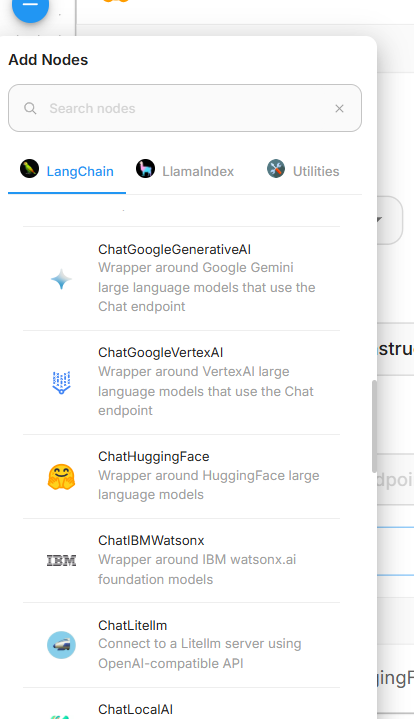 Add Nodes
Search nodes
LangChain LlamaIndex Utilities
ChatGoogleGenerativeAI
Wrapper around Google Gemini
large language models that use the
Chat endpoint
ChatGoogleVertexAI
Wrapper around VertexAI large
language models that use the Chat
endpoint
ChatHuggingFace
Wrapper around HuggingFace large
language models
IBM
ChatIBMWatsonx
Wrapper around IBM watsonx.ai
foundation models
ChatLitellm
Connect to a Litellm server using
OpenAI-compatible API
ChatLocalAI